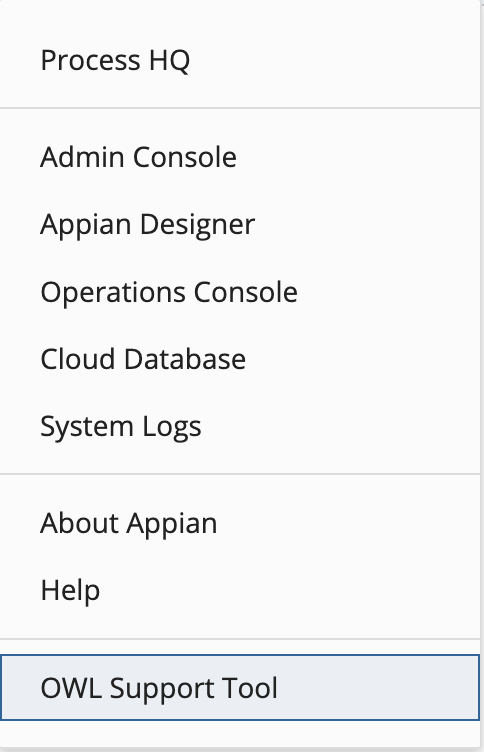 Process HQ
Admin Console
Appian Designer
Operations Console
Cloud Database
System Logs
About Appian
Help
OWL Support Tool